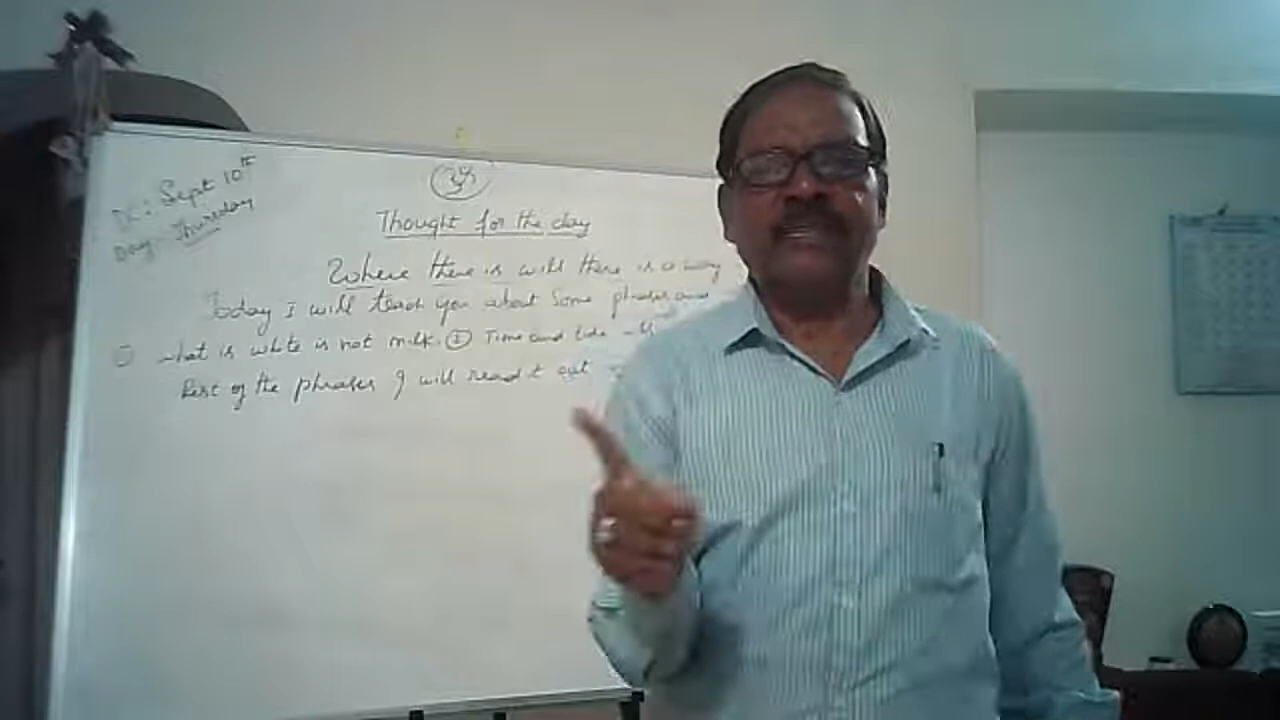 Dt: Sept 10th
Day: Thursday
ॐ
Thought for the day
Where there is will there is a way
Today I will teach you about some phrases and
① what is white is not milk. ② Time and tide
Rest of the phrases I will read it out